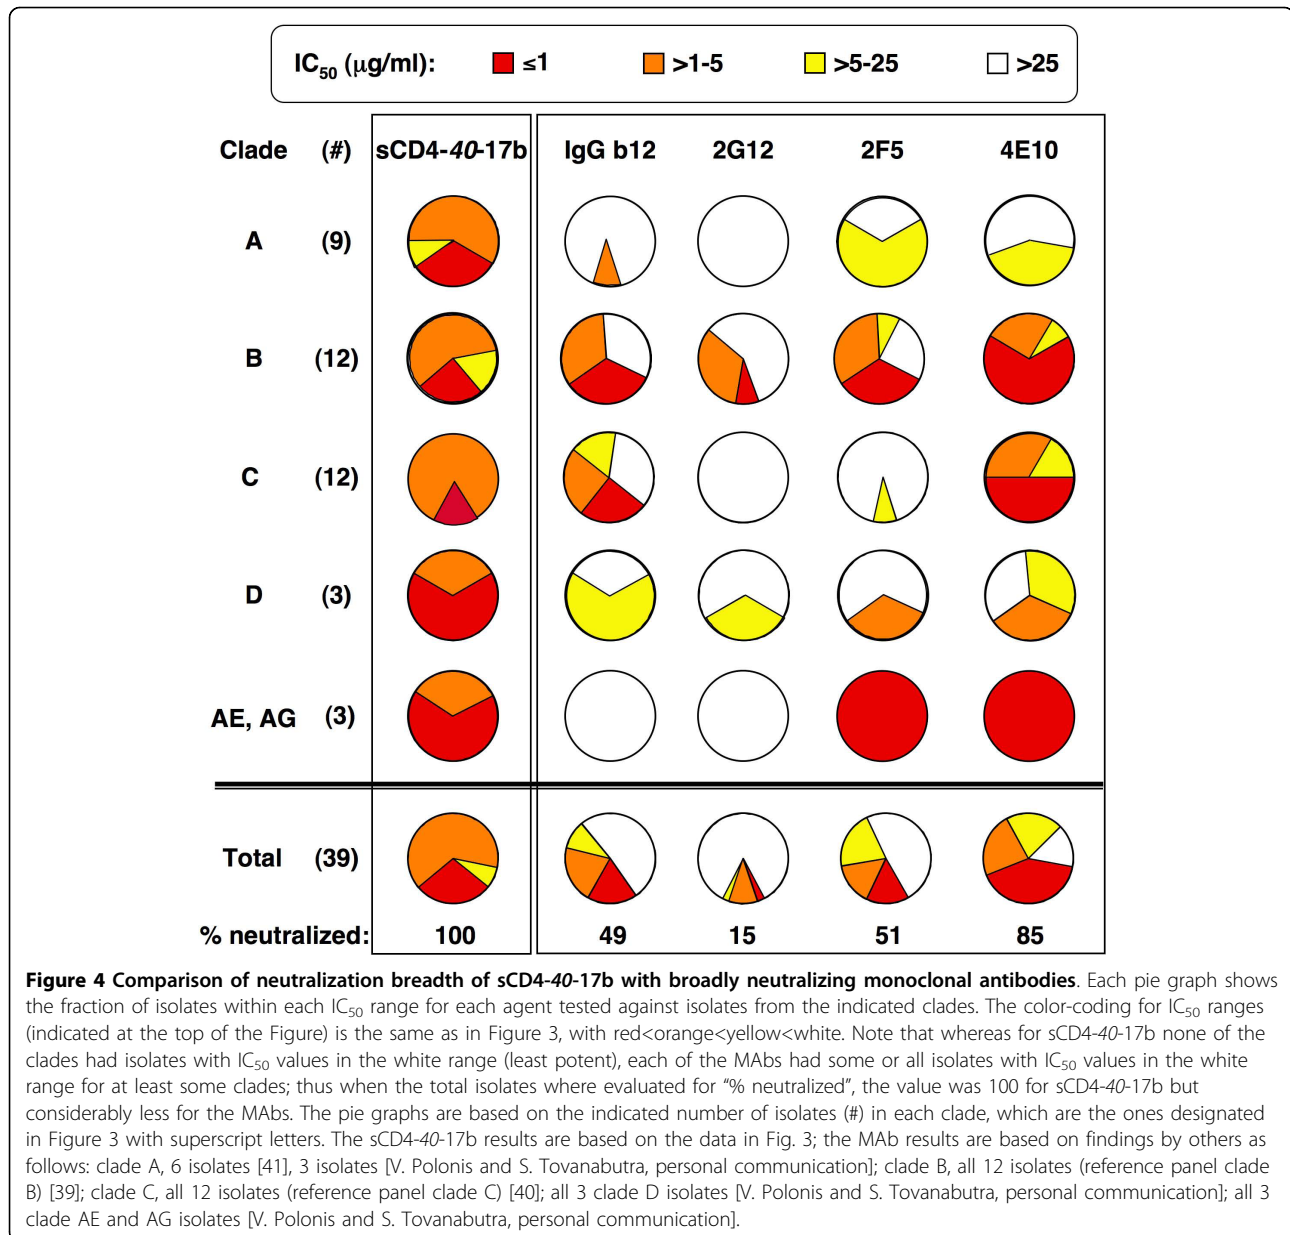 IC50 (μg/ml): ≤1 >1-5 >5-25 >25
Clade (#) sCD4-40-17b IgG b12 2G12 2F5 4E10
A (9)
B (12)
C (12)
D (3)
AE, AG (3)
Total (39)
% neutralized: 100 49 15 51 85
Figure 4 Comparison of neutralization breadth of sCD4-40-17b with broadly neutralizing monoclonal antibodies. Each pie graph shows
the fraction of isolates within each IC50 range for each agent tested against isolates from the indicated clades. The color-coding for IC50 ranges
(indicated at the top of the Figure) is the same as in Figure 3, with red<orange<yellow<white. Note that whereas for sCD4-40-17b none of the
clades had isolates with IC50 values in the white range (least potent), each of the MAbs had some or all isolates with IC50 values in the white
range for at least some clades; thus when the total isolates where evaluated for "% neutralized", the value was 100 for sCD4-40-17b but
considerably less for the MAbs. The pie graphs are based on the indicated number of isolates (#) in each clade, which are the ones designated
in Figure 3 with superscript letters. The sCD4-40-17b results are based on the data in Fig. 3; the MAb results are based on findings by others as
follows: clade A, 6 isolates [41], 3 isolates [V. Polonis and S. Tovanabutra, personal communication]; clade B, all 12 isolates (reference panel clade
B) [39]; clade C, all 12 isolates (reference panel clade C) [40]; all 3 clade D isolates [V. Polonis and S. Tovanabutra, personal communication]; all 3
clade AE and AG isolates [V. Polonis and S. Tovanabutra, personal communication].